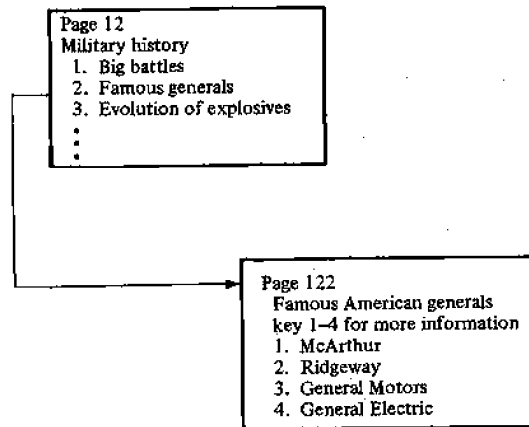 Page 12
Military history
1. Big battles
2. Famous generals
3. Evolution of explosives
Page 122
Famous American generals
key 1–4 for more information
1. McArthur
2. Ridgeway
3. General Motors
4. General Electric